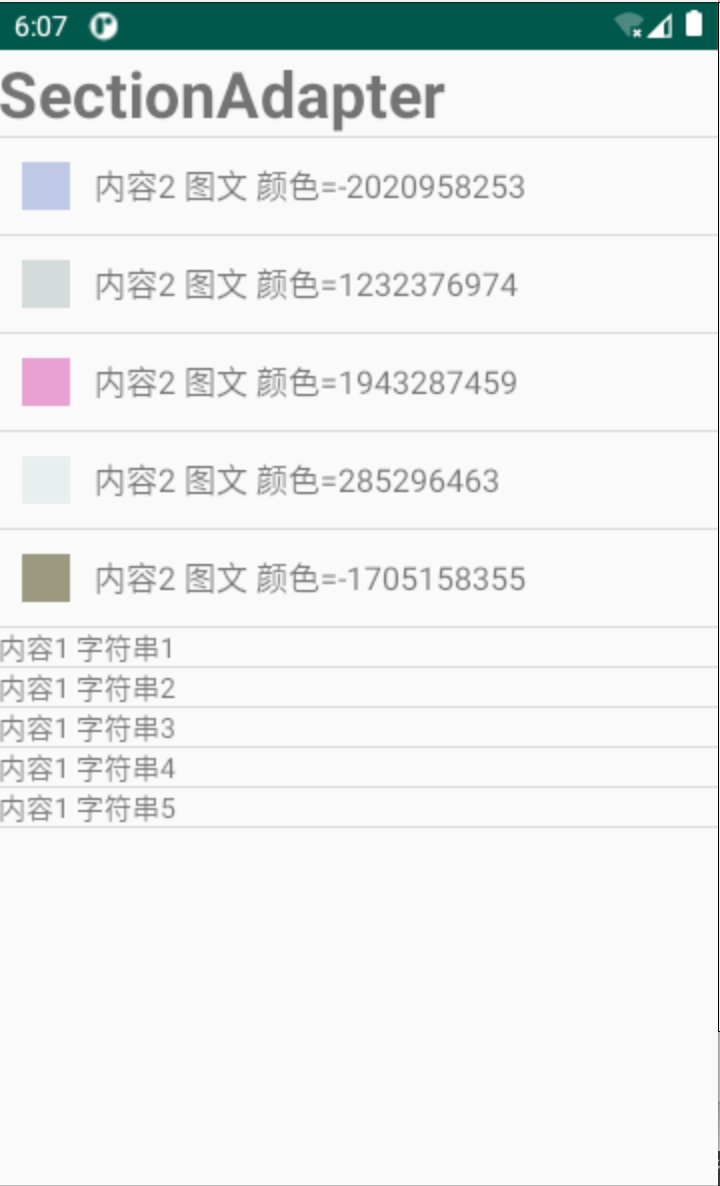 6:07
SectionAdapter
内容2 图文 颜色=-2020958253
内容2 图文 颜色=1232376974
内容2 图文 颜色=1943287459
内容2 图文 颜色=285296463
内容2 图文 颜色=-1705158355
内容1 字符串1
内容1 字符串2
内容1 字符串3
内容1 字符串4
内容1 字符串5